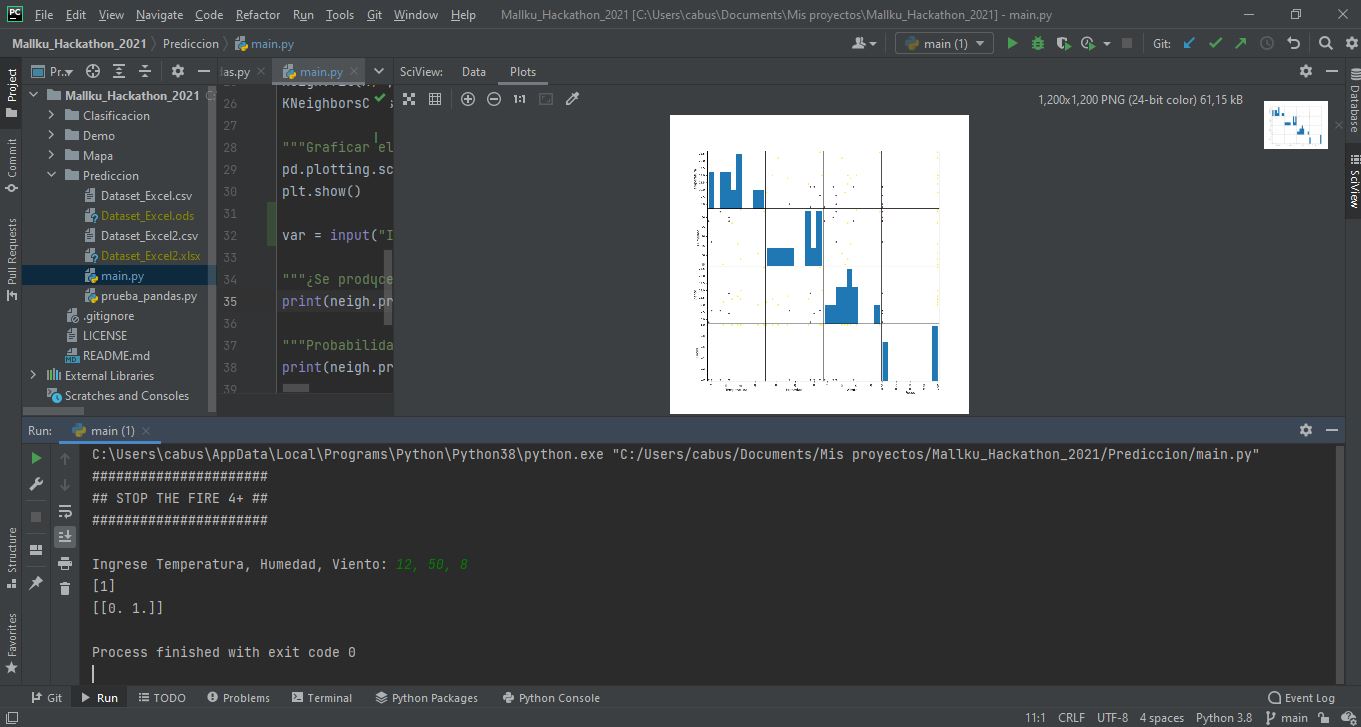 PC File Edit View Navigate Code Refactor Run Tools Git Window Help Mallku_Hackathon_2021 [C:\Users\cabus\Documents\Mis proyectos\Mallku_Hackathon_2021] - main.py
Mallku_Hackathon_2021 Prediccion main.py main (1) Git:
Project
Commit
Pull Requests
Structure
Favorites
Pr...
Mallku_Hackathon_2021
Clasificacion
Demo
Mapa
Prediccion
Dataset_Excel.csv
Dataset_Excel.ods
Dataset_Excel2.csv
Dataset_Excel2.xlsx
main.py
prueba_pandas.py
.gitignore
LICENSE
README.md
External Libraries
Scratches and Consoles
las.py main.py
26 KNeighborsC
27
28 """Graficar el
29 pd.plotting.sc
30 plt.show()
31
32 var = input("I
33
34 """¿Se produce
35 print(neigh.pr
36
37 """Probabilida
38 print(neigh.pr
39
SciView: Data Plots
1:1
1,200x1,200 PNG (24-bit color) 61,15 kB
Database
SciView
Run: main (1)
C:\Users\cabus\AppData\Local\Programs\Python\Python38\python.exe "C:/Users/cabus/Documents/Mis proyectos/Mallku_Hackathon_2021/Prediccion/main.py"
######################
## STOP THE FIRE 4+ ##
######################
Ingrese Temperatura, Humedad, Viento: 12, 50, 8
[1]
[[0. 1.]]
Process finished with exit code 0
Git Run TODO Problems Terminal Python Packages Python Console Event Log
11:1 CRLF UTF-8 4 spaces Python 3.8 main